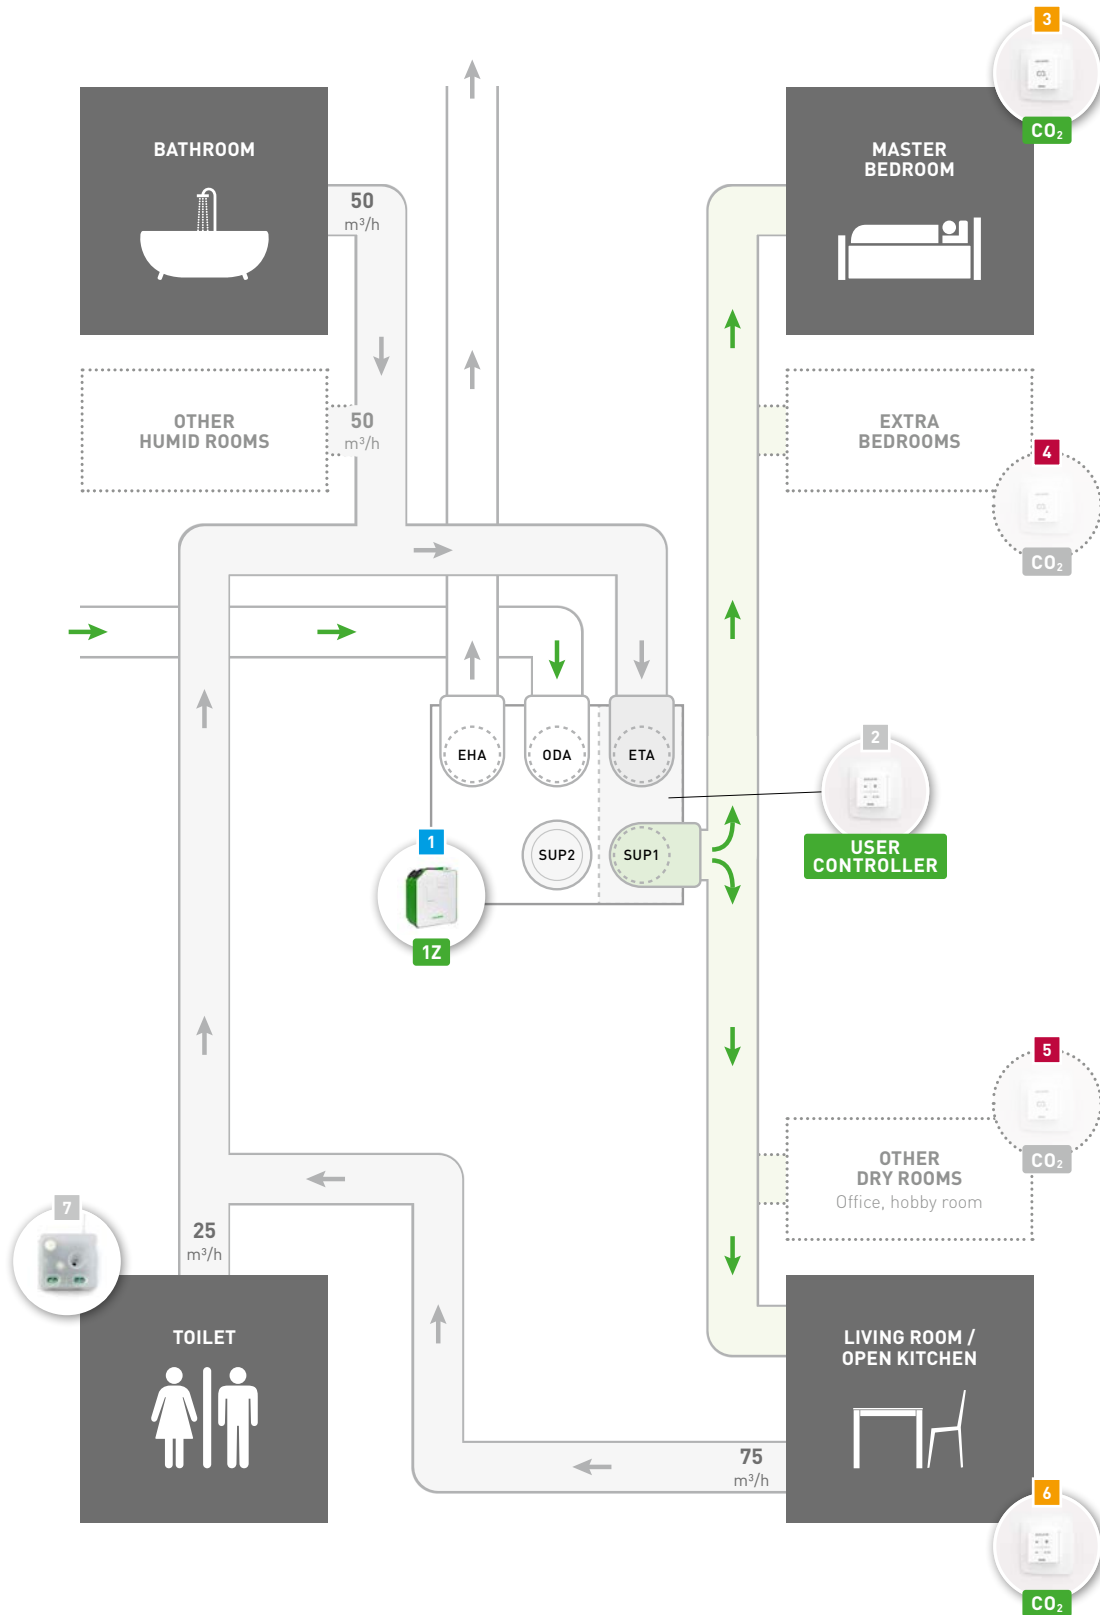 3
CO₂
BATHROOM
50
m³/h
MASTER
BEDROOM
OTHER
HUMID ROOMS
50
m³/h
EXTRA
BEDROOMS
4
CO₂
EHA
ODA
ETA
2
USER
CONTROLLER
SUP2
SUP1
1
1Z
5
CO₂
OTHER
DRY ROOMS
Office, hobby room
7
25
m³/h
TOILET
LIVING ROOM /
OPEN KITCHEN
75
m³/h
6
CO₂